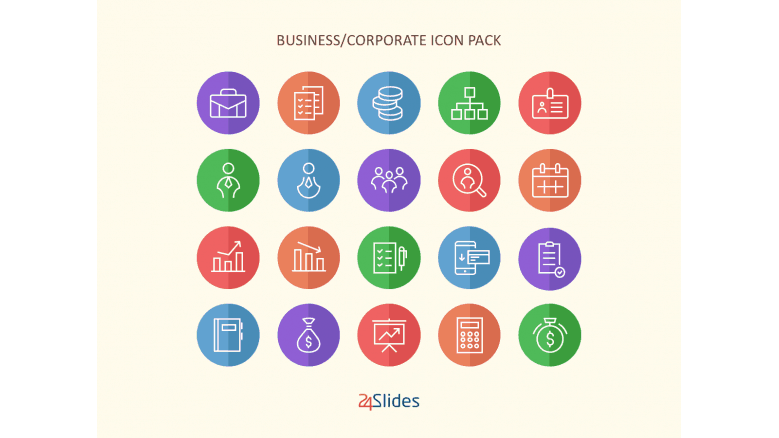 BUSINESS/CORPORATE ICON PACK
$
$
24Slides